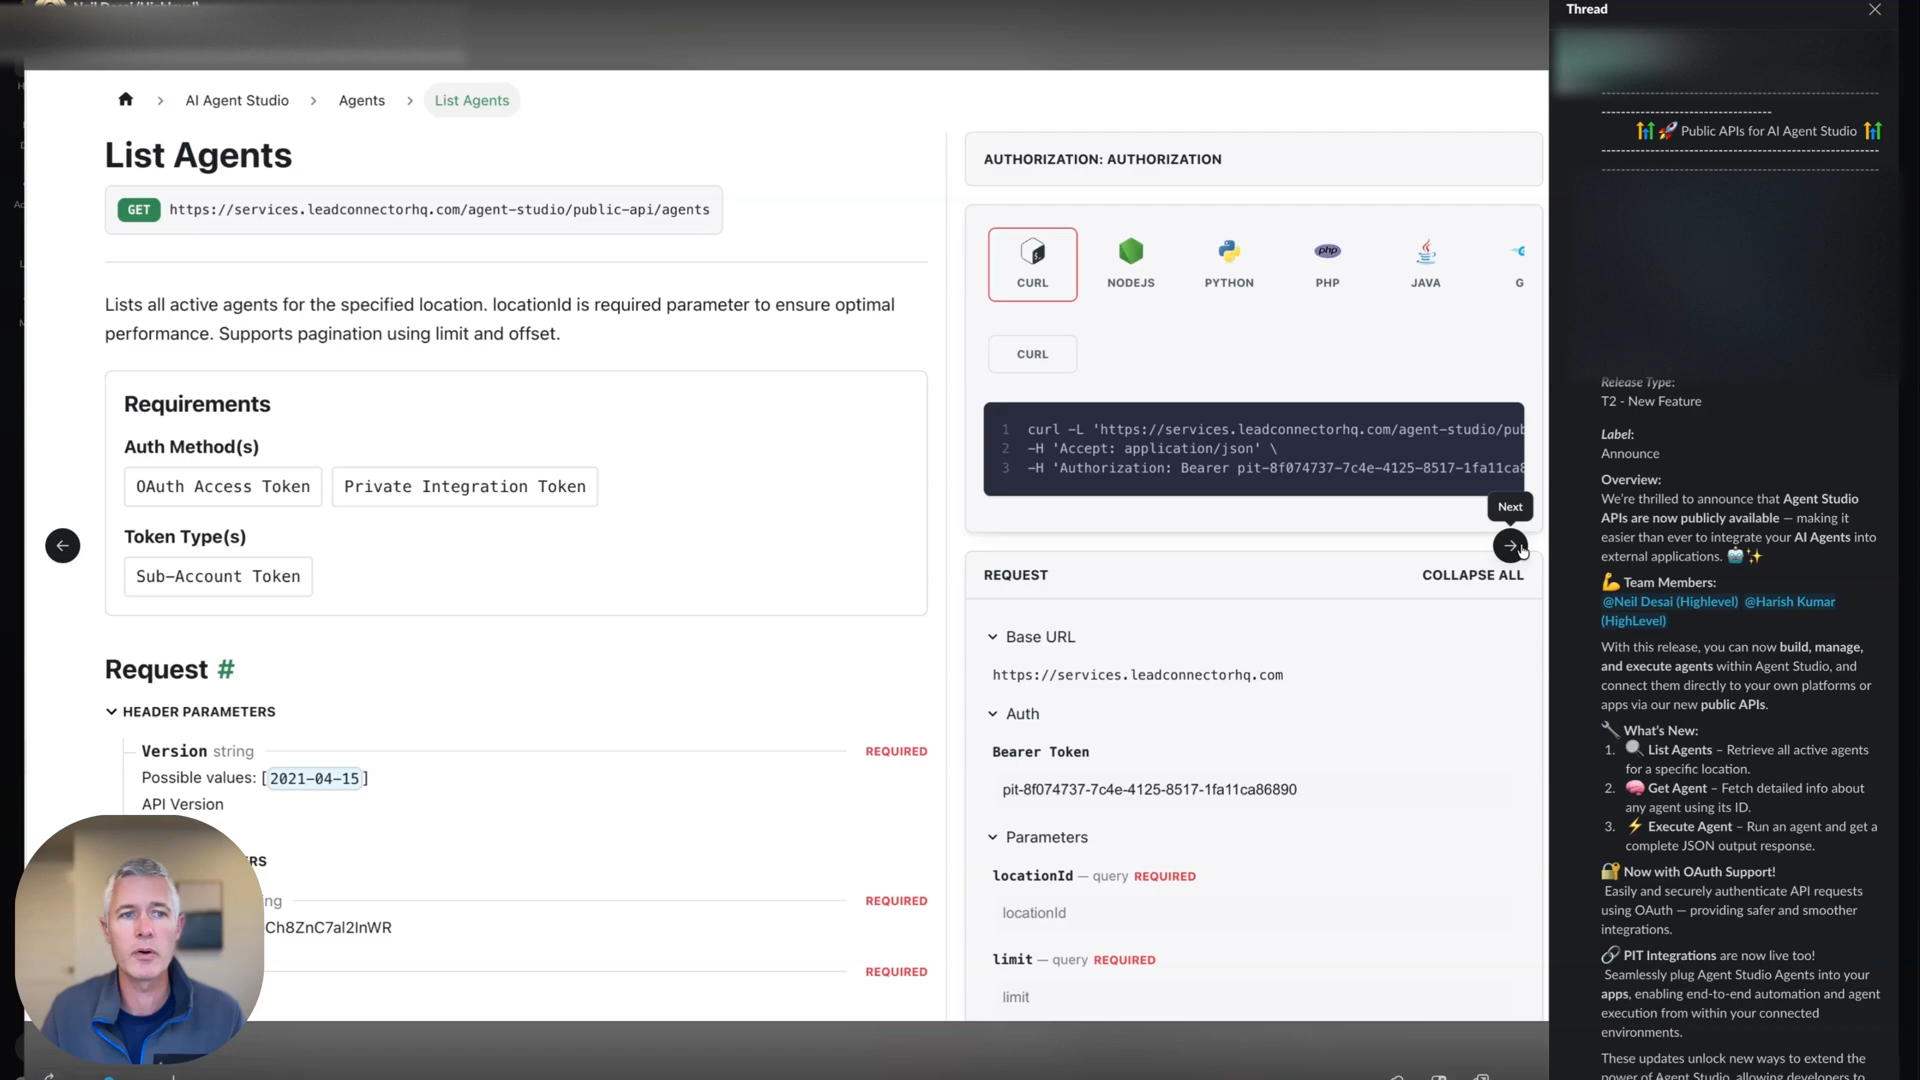 Neil Desai (Highlevel)
AI Agent Studio
Agents
List Agents
List Agents
GET https://services.leadconnectorhq.com/agent-studio/public-api/agents
Lists all active agents for the specified location. locationId is required parameter to ensure optimal
performance. Supports pagination using limit and offset.
Requirements
Auth Method(s)
OAuth Access Token
Private Integration Token
Token Type(s)
Sub-Account Token
Request #
HEADER PARAMETERS
Version string
REQUIRED
Possible values: [2021-04-15]
API Version
ERS
ng
REQUIRED
Ch8ZnC7al2InWR
REQUIRED
AUTHORIZATION: AUTHORIZATION
CURL
NODEJS
PYTHON
PHP
php
JAVA
G
CURL
1 curl -L 'https://services.leadconnectorhq.com/agent-studio/pub
2 -H 'Accept: application/json' \
3 -H 'Authorization: Bearer pit-8f074737-7c4e-4125-8517-1fa11ca8
Next
REQUEST
COLLAPSE ALL
Base URL
https://services.leadconnectorhq.com
Auth
Bearer Token
pit-8f074737-7c4e-4125-8517-1fa11ca86890
Parameters
locationId — query REQUIRED
locationId
limit — query REQUIRED
limit
Thread
Public APIs for AI Agent Studio
Release Type:
T2 - New Feature
Label:
Announce
Overview:
We're thrilled to announce that Agent Studio
APIs are now publicly available — making it
easier than ever to integrate your AI Agents into
external applications.
Team Members:
@Neil Desai (Highlevel) @Harish Kumar
(HighLevel)
With this release, you can now build, manage,
and execute agents within Agent Studio, and
connect them directly to your own platforms or
apps via our new public APIs.
What's New:
1. List Agents – Retrieve all active agents
for a specific location.
2. Get Agent – Fetch detailed info about
any agent using its ID.
3. Execute Agent – Run an agent and get a
complete JSON output response.
Now with OAuth Support!
Easily and securely authenticate API requests
using OAuth — providing safer and smoother
integrations.
PIT Integrations are now live too!
Seamlessly plug Agent Studio Agents into your
apps, enabling end-to-end automation and agent
execution from within your connected
environments.
These updates unlock new ways to extend the
power of Agent Studio, allowing developers to